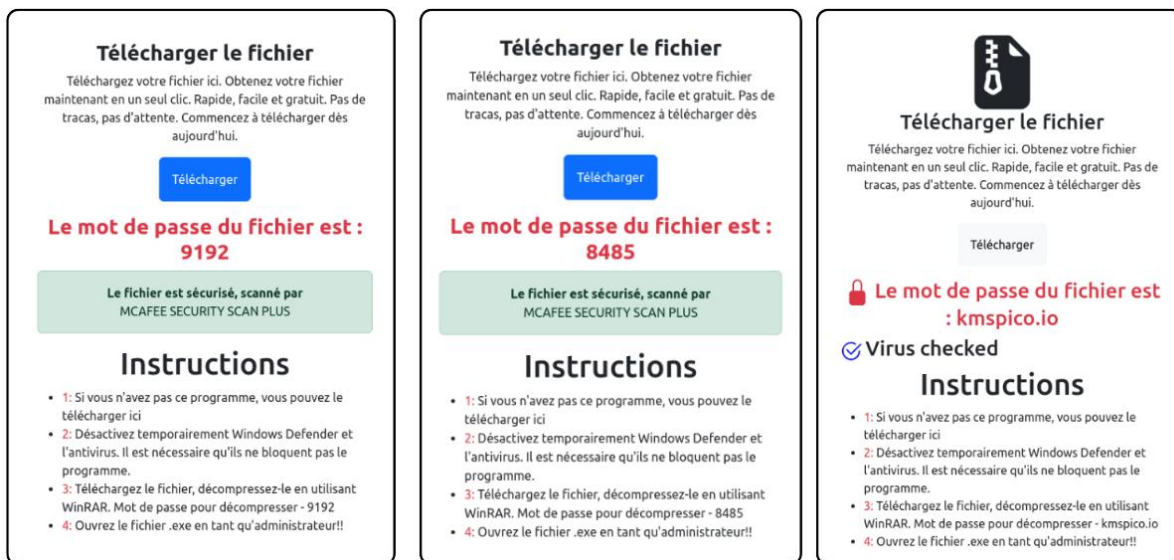 Télécharger le fichier
Téléchargez votre fichier ici. Obtenez votre fichier
maintenant en un seul clic. Rapide, facile et gratuit. Pas de
tracas, pas d'attente. Commencez à télécharger dès
aujourd'hui.
Télécharger
Le mot de passe du fichier est :
9192
Le fichier est sécurisé, scanné par
MCAFEE SECURITY SCAN PLUS
Instructions
• 1: Si vous n'avez pas ce programme, vous pouvez le
télécharger ici
• 2: Désactivez temporairement Windows Defender et
l'antivirus. Il est nécessaire qu'ils ne bloquent pas le
programme.
• 3: Téléchargez le fichier, décompressez-le en utilisant
WinRAR. Mot de passe pour décompresser - 9192
• 4: Ouvrez le fichier .exe en tant qu'administrateur!!
Télécharger le fichier
Téléchargez votre fichier ici. Obtenez votre fichier
maintenant en un seul clic. Rapide, facile et gratuit. Pas de
tracas, pas d'attente. Commencez à télécharger dès
aujourd'hui.
Télécharger
Le mot de passe du fichier est :
8485
Le fichier est sécurisé, scanné par
MCAFEE SECURITY SCAN PLUS
Instructions
• 1: Si vous n'avez pas ce programme, vous pouvez le
télécharger ici
• 2: Désactivez temporairement Windows Defender et
l'antivirus. Il est nécessaire qu'ils ne bloquent pas le
programme.
• 3: Téléchargez le fichier, décompressez-le en utilisant
WinRAR. Mot de passe pour décompresser - 8485
• 4: Ouvrez le fichier .exe en tant qu'administrateur!!
Télécharger le fichier
Téléchargez votre fichier ici. Obtenez votre fichier
maintenant en un seul clic. Rapide, facile et gratuit. Pas de
tracas, pas d'attente. Commencez à télécharger dès
aujourd'hui.
Télécharger
Le mot de passe du fichier est
: kmspico.io
Virus checked
Instructions
• 1: Si vous n'avez pas ce programme, vous pouvez le
télécharger ici
• 2: Désactivez temporairement Windows Defender et
l'antivirus. Il est nécessaire qu'ils ne bloquent pas le
programme.
• 3: Téléchargez le fichier, décompressez-le en utilisant
WinRAR. Mot de passe pour décompresser - kmspico.io
• 4: Ouvrez le fichier .exe en tant qu'administrateur!!